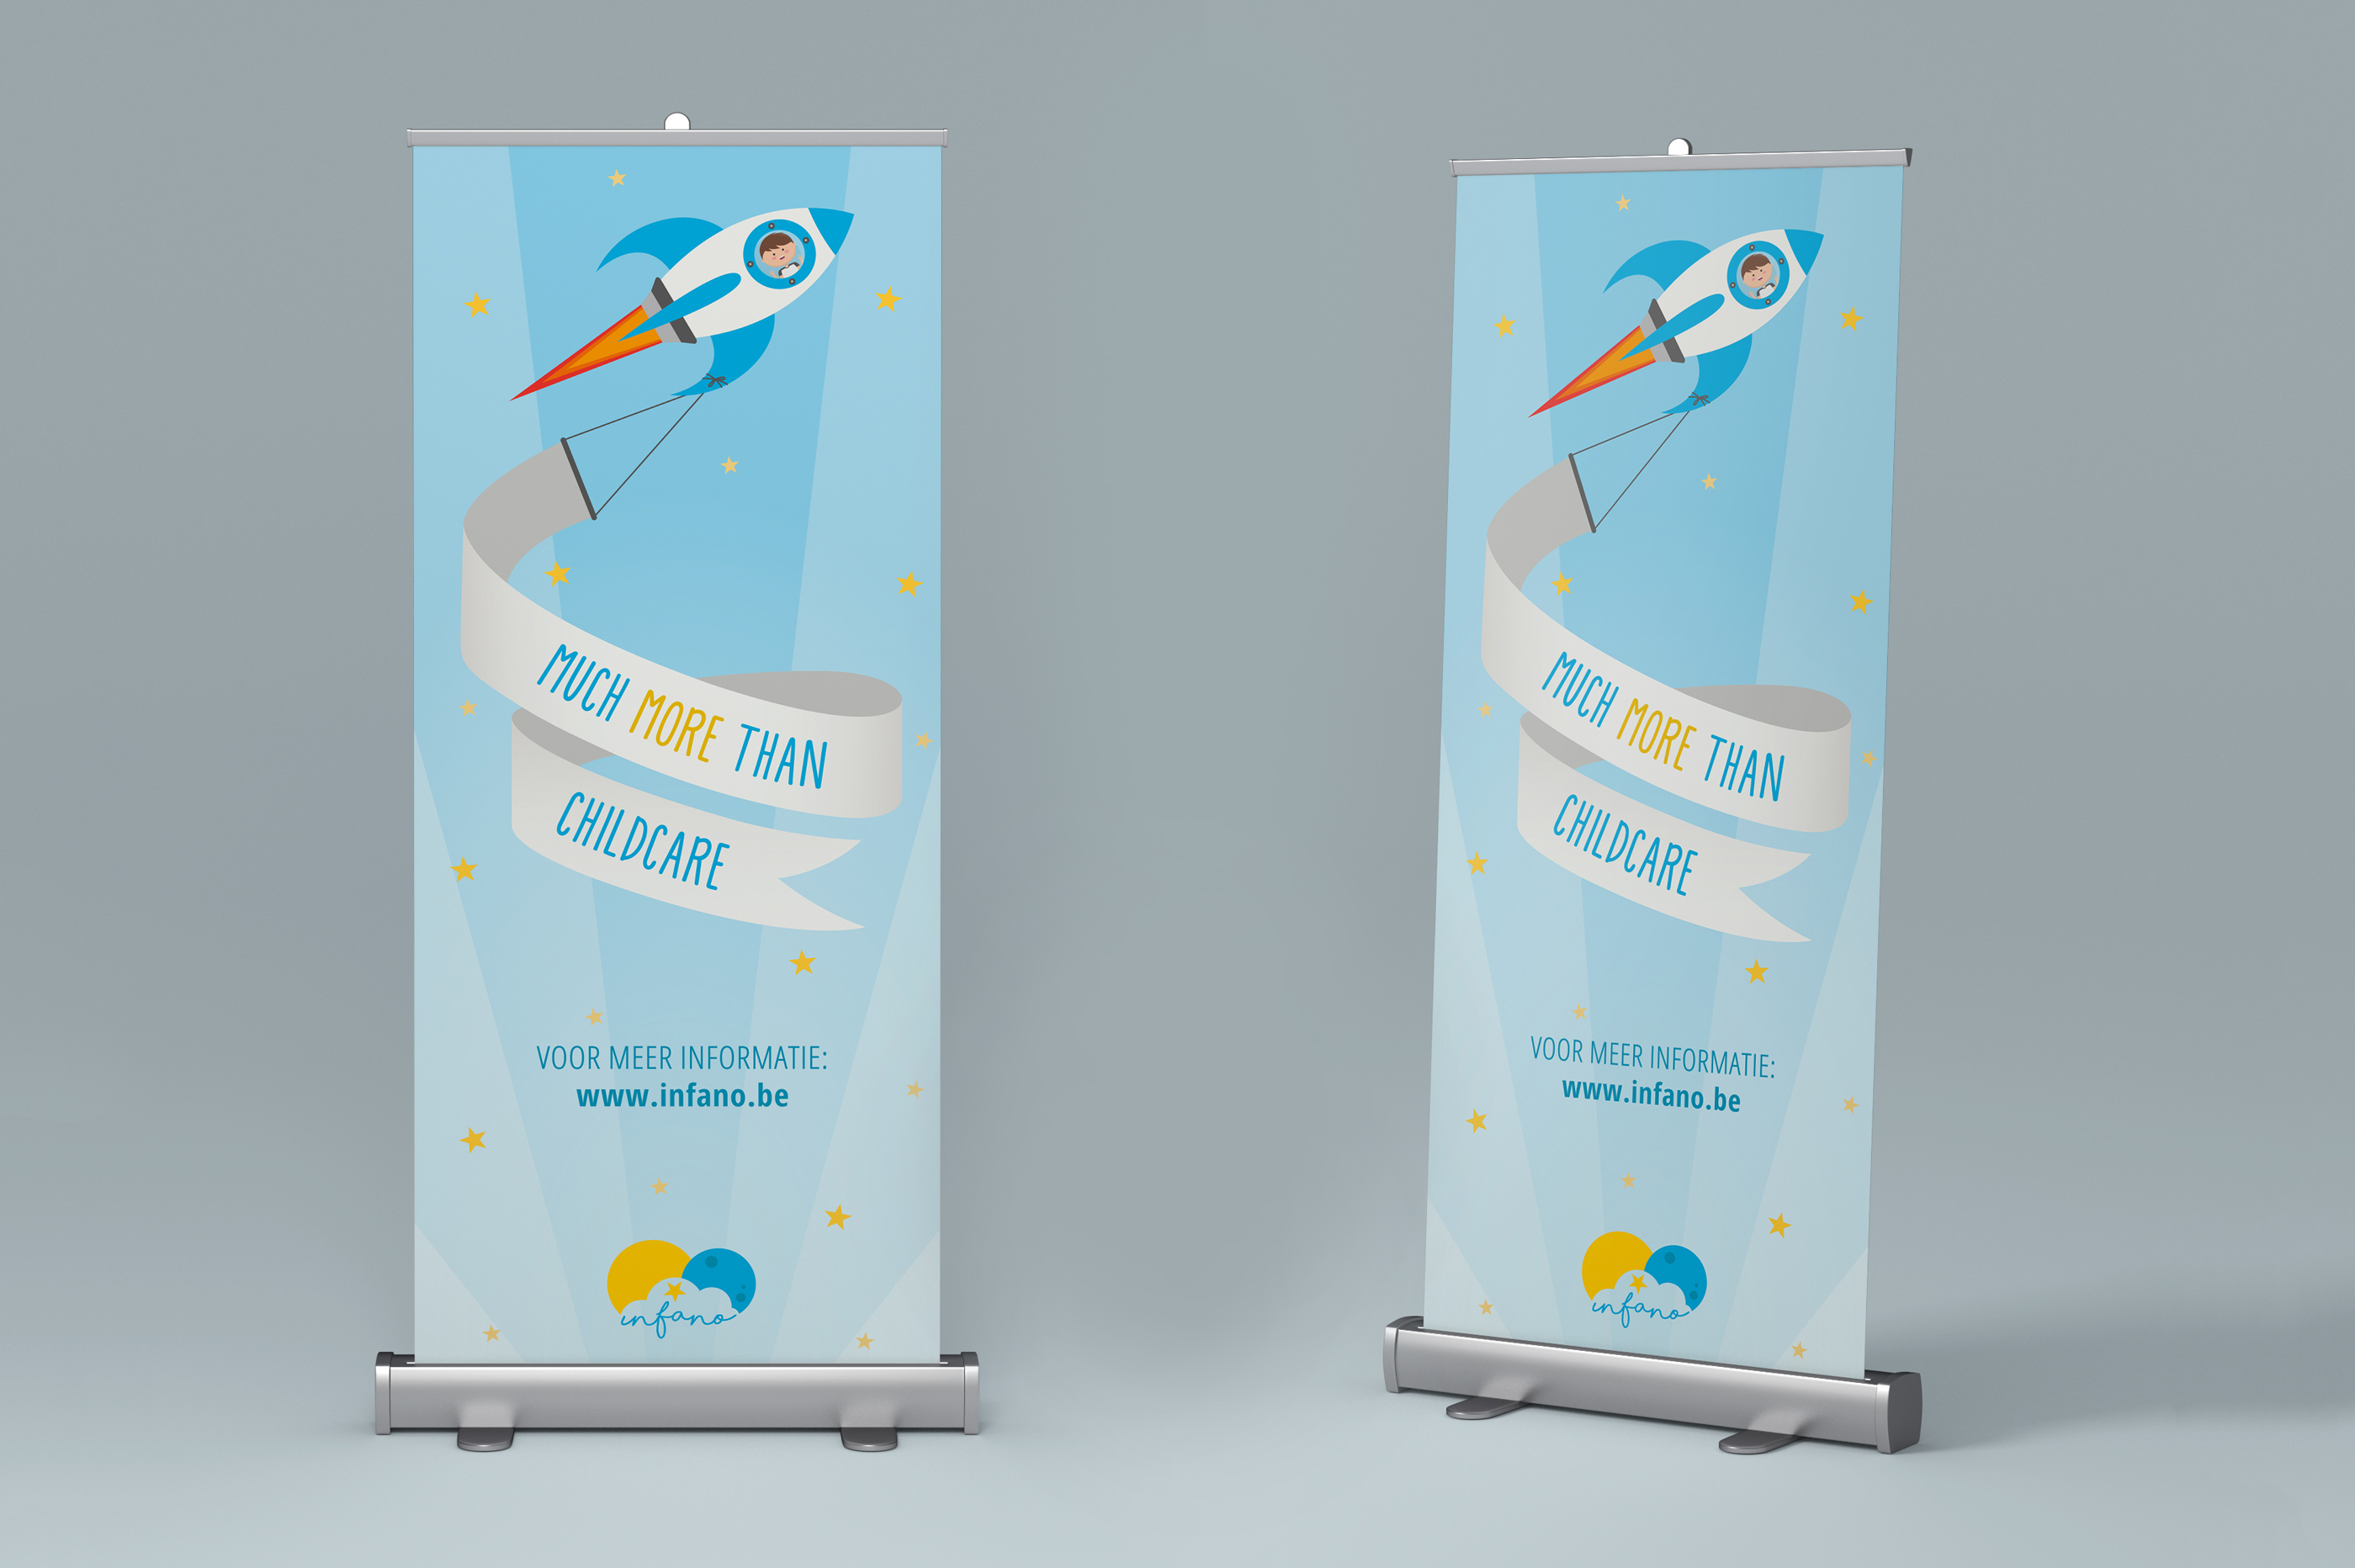 MUCH MORE THAN
CHILDCARE
VOOR MEER INFORMATIE:
www.infano.be
infano
MUCH MORE THAN
CHILDCARE
VOOR MEER INFORMATIE:
www.infano.be
infano